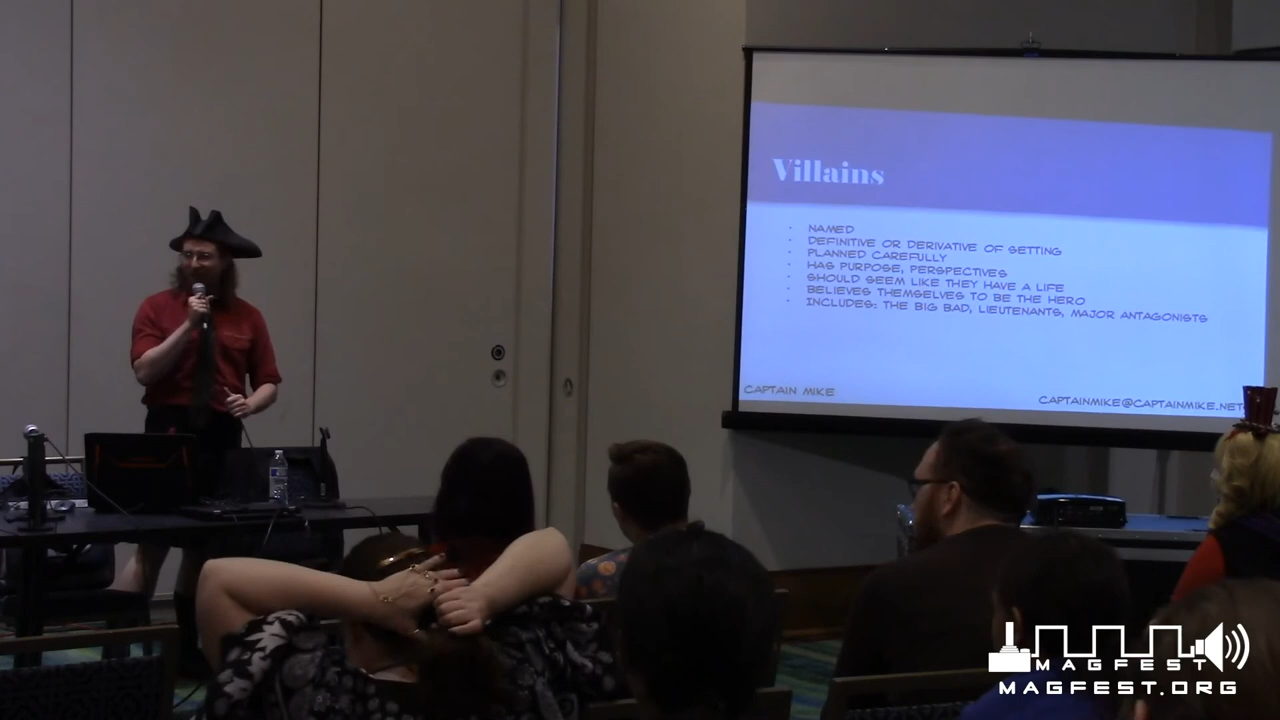 Villains
· NAMED
· DEFINITIVE OR DERIVATIVE OF SETTING
· PLANNED CAREFULLY
· HAS PURPOSE, PERSPECTIVES
· SHOULD SEEM LIKE THEY HAVE A LIFE
· BELIEVES THEMSELVES TO BE THE HERO
· INCLUDES: THE BIG BAD, LIEUTENANTS, MAJOR ANTAGONISTS
CAPTAIN MIKE
CAPTAINMIKE@CAPTAINMIKE.NET
MAGFEST
MAGFEST.ORG